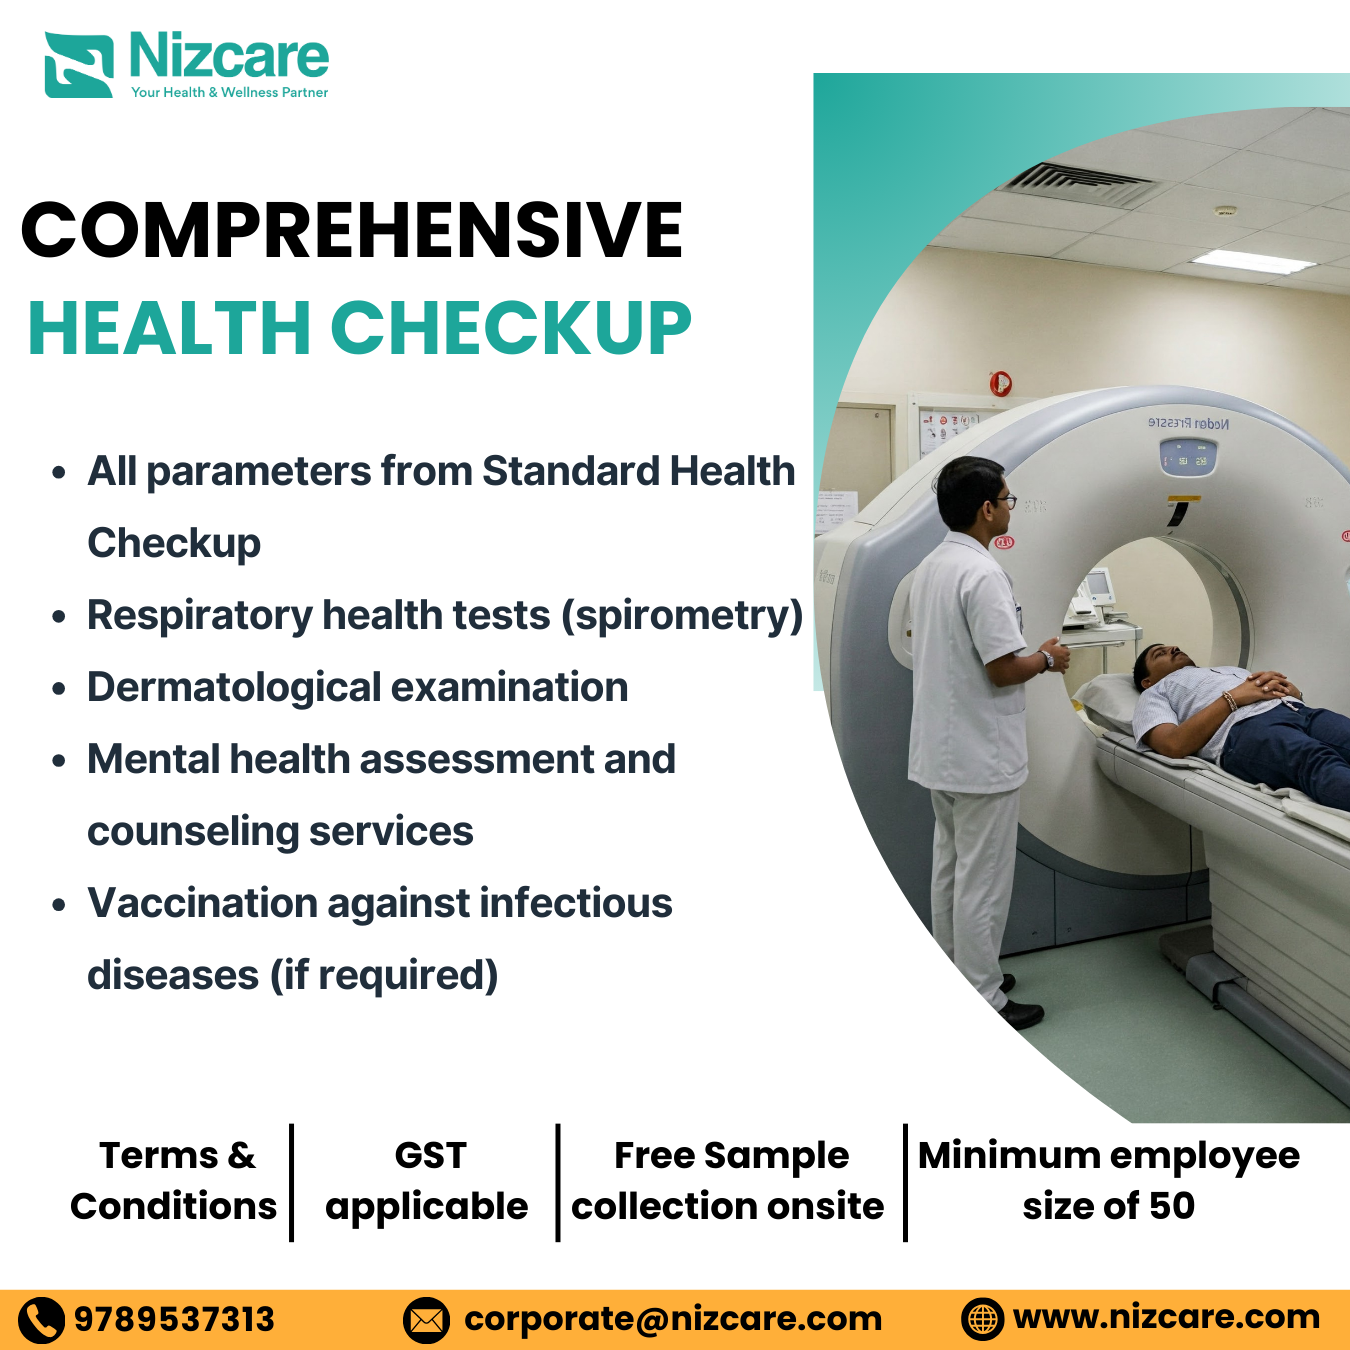 Nizcare
Your Health & Wellness Partner
COMPREHENSIVE
HEALTH CHECKUP
• All parameters from Standard Health
Checkup
• Respiratory health tests (spirometry)
• Dermatological examination
• Mental health assessment and
counseling services
• Vaccination against infectious
diseases (if required)
Terms &
Conditions
GST
applicable
Free Sample
collection onsite
Minimum employee
size of 50
9789537313
corporate@nizcare.com
www.nizcare.com